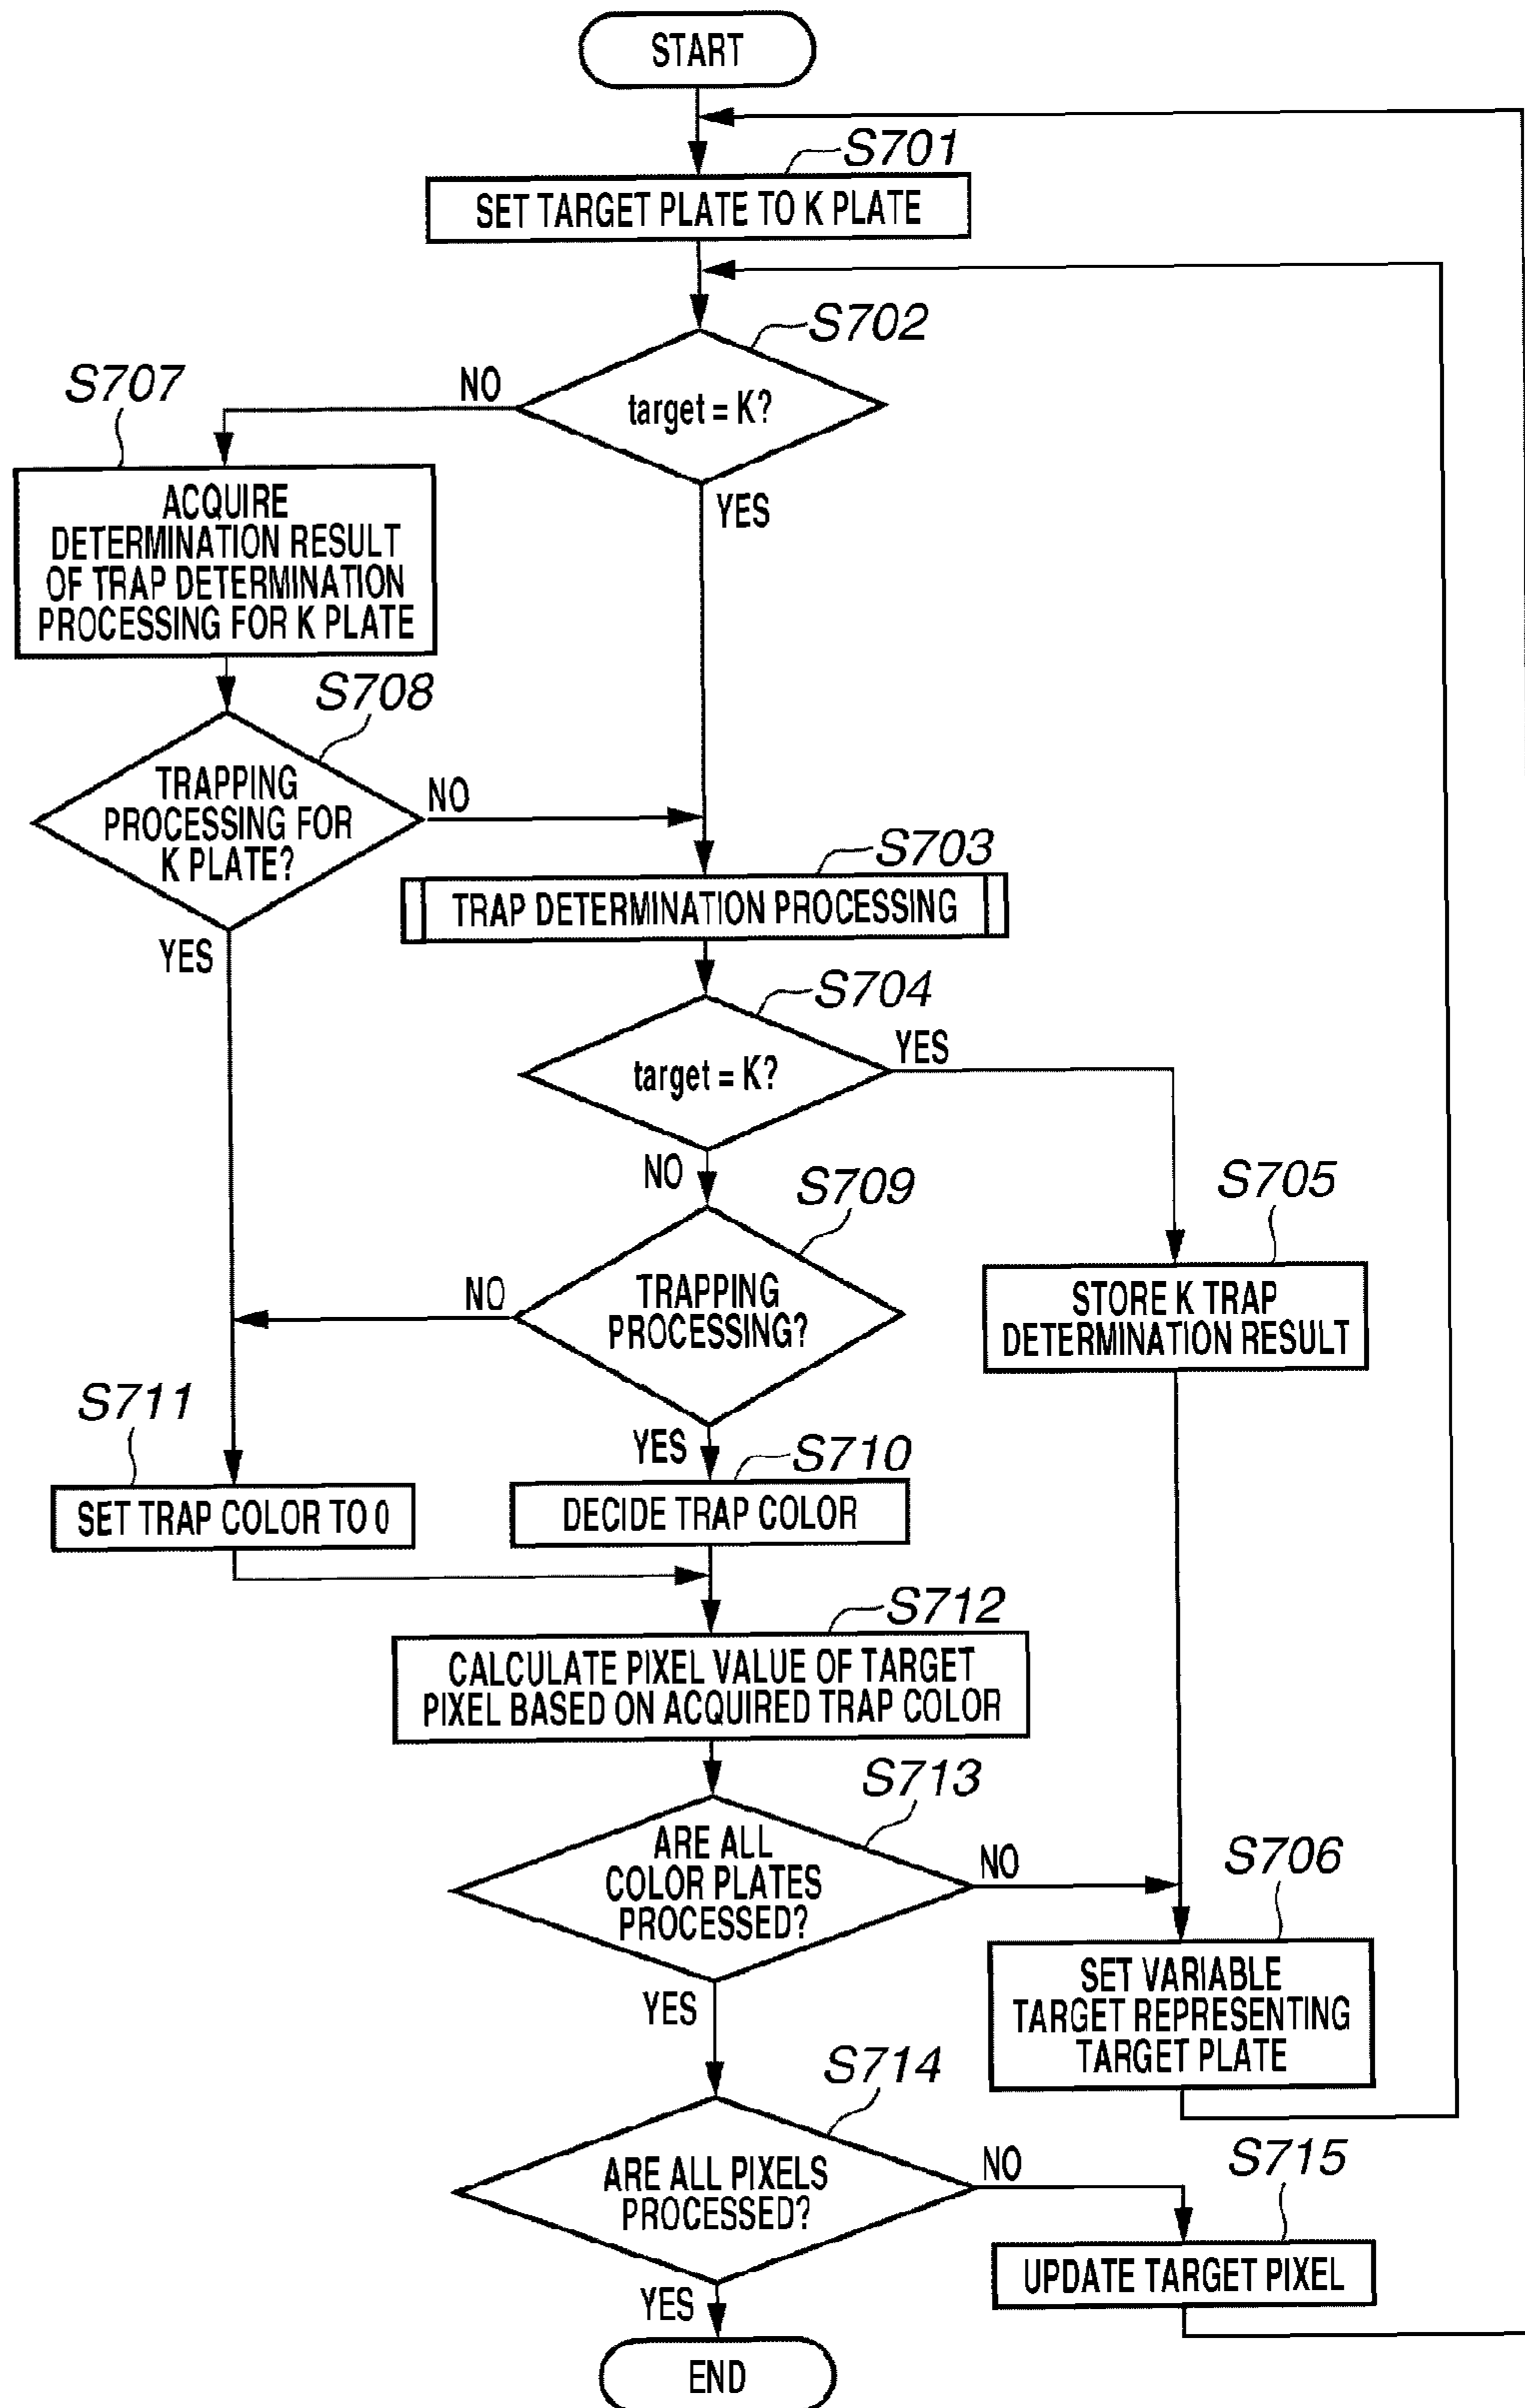 START
S701
SET TARGET PLATE TO K PLATE
S702
target = K?
NO
YES
S707
ACQUIRE
DETERMINATION RESULT
OF TRAP DETERMINATION
PROCESSING FOR K PLATE
S708
TRAPPING
PROCESSING FOR
K PLATE?
NO
YES
S703
TRAP DETERMINATION PROCESSING
S704
target = K?
YES
NO
S705
STORE K TRAP
DETERMINATION RESULT
S709
TRAPPING
PROCESSING?
NO
YES
S711
SET TRAP COLOR TO 0
S710
DECIDE TRAP COLOR
S712
CALCULATE PIXEL VALUE OF TARGET
PIXEL BASED ON ACQUIRED TRAP COLOR
S713
ARE ALL
COLOR PLATES
PROCESSED?
NO
YES
S706
SET VARIABLE
TARGET REPRESENTING
TARGET PLATE
S714
ARE ALL PIXELS
PROCESSED?
NO
YES
S715
UPDATE TARGET PIXEL
END